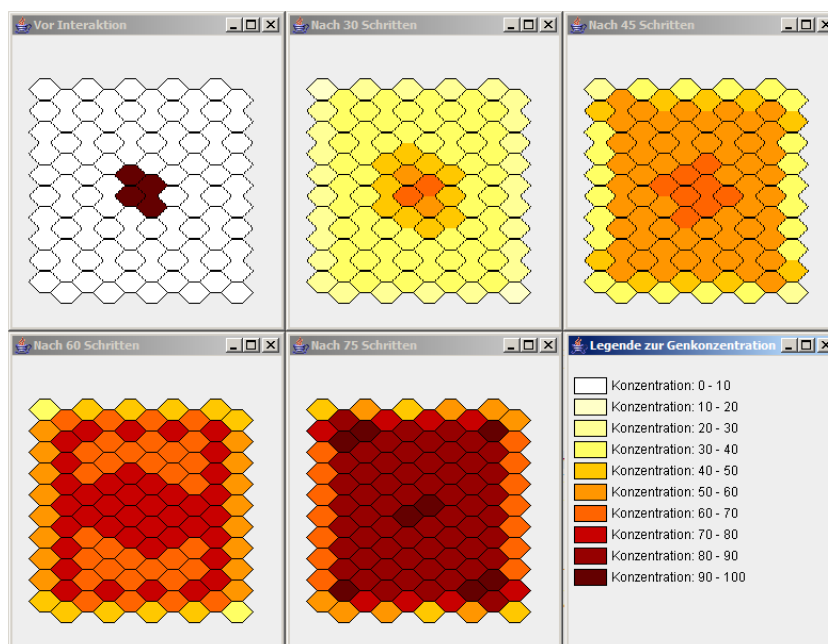 Vor Interaktion
Nach 30 Schritten
Nach 45 Schritten
Nach 60 Schritten
Nach 75 Schritten
Legende zur Genkonzentration
Konzentration: 0 - 10
Konzentration: 10 - 20
Konzentration: 20 - 30
Konzentration: 30 - 40
Konzentration: 40 - 50
Konzentration: 50 - 60
Konzentration: 60 - 70
Konzentration: 70 - 80
Konzentration: 80 - 90
Konzentration: 90 - 100